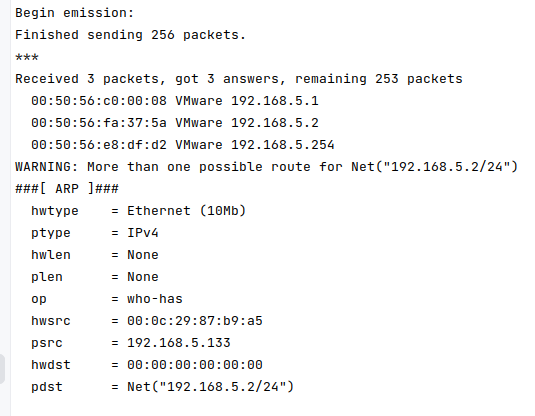 Begin emission:
Finished sending 256 packets.
***
Received 3 packets, got 3 answers, remaining 253 packets
  00:50:56:c0:00:08 VMware 192.168.5.1
  00:50:56:fa:37:5a VMware 192.168.5.2
  00:50:56:e8:df:d2 VMware 192.168.5.254
WARNING: More than one possible route for Net("192.168.5.2/24")
###[ ARP ]###
  hwtype    = Ethernet (10Mb)
  ptype     = IPv4
  hwlen     = None
  plen      = None
  op        = who-has
  hwsrc     = 00:0c:29:87:b9:a5
  psrc      = 192.168.5.133
  hwdst     = 00:00:00:00:00:00
  pdst      = Net("192.168.5.2/24")